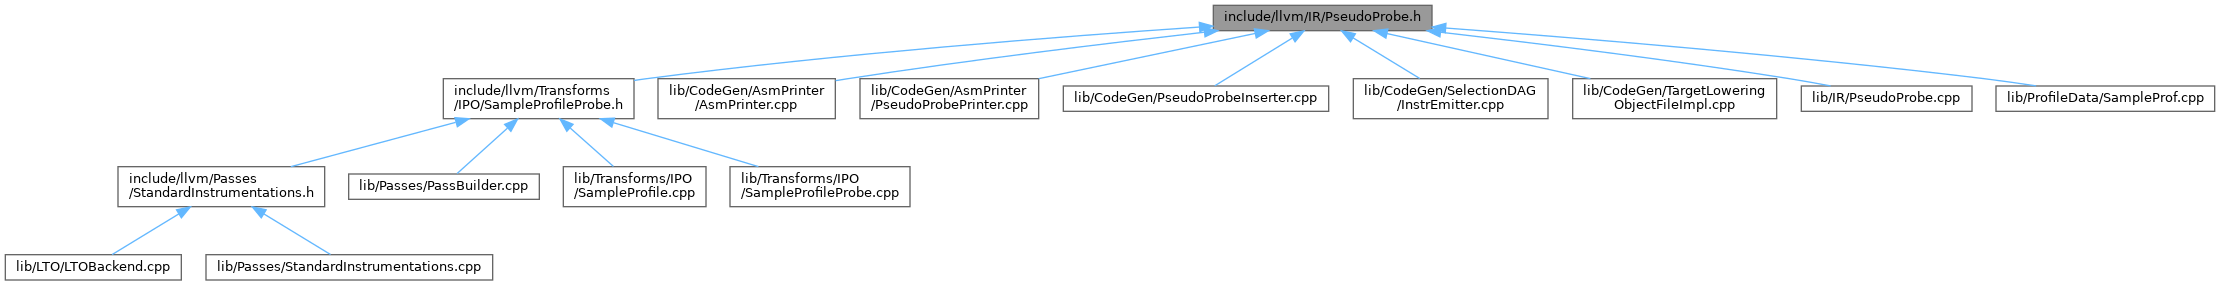 include/llvm/IR/PseudoProbe.h
include/llvm/Transforms
/IPO/SampleProfileProbe.h
lib/CodeGen/AsmPrinter
/AsmPrinter.cpp
lib/CodeGen/AsmPrinter
/PseudoProbePrinter.cpp
lib/CodeGen/PseudoProbeInserter.cpp
lib/CodeGen/SelectionDAG
/InstrEmitter.cpp
lib/CodeGen/TargetLowering
ObjectFileImpl.cpp
lib/IR/PseudoProbe.cpp
lib/ProfileData/SampleProf.cpp
include/llvm/Passes
/StandardInstrumentations.h
lib/Passes/PassBuilder.cpp
lib/Transforms/IPO
/SampleProfile.cpp
lib/Transforms/IPO
/SampleProfileProbe.cpp
lib/LTO/LTOBackend.cpp
lib/Passes/StandardInstrumentations.cpp